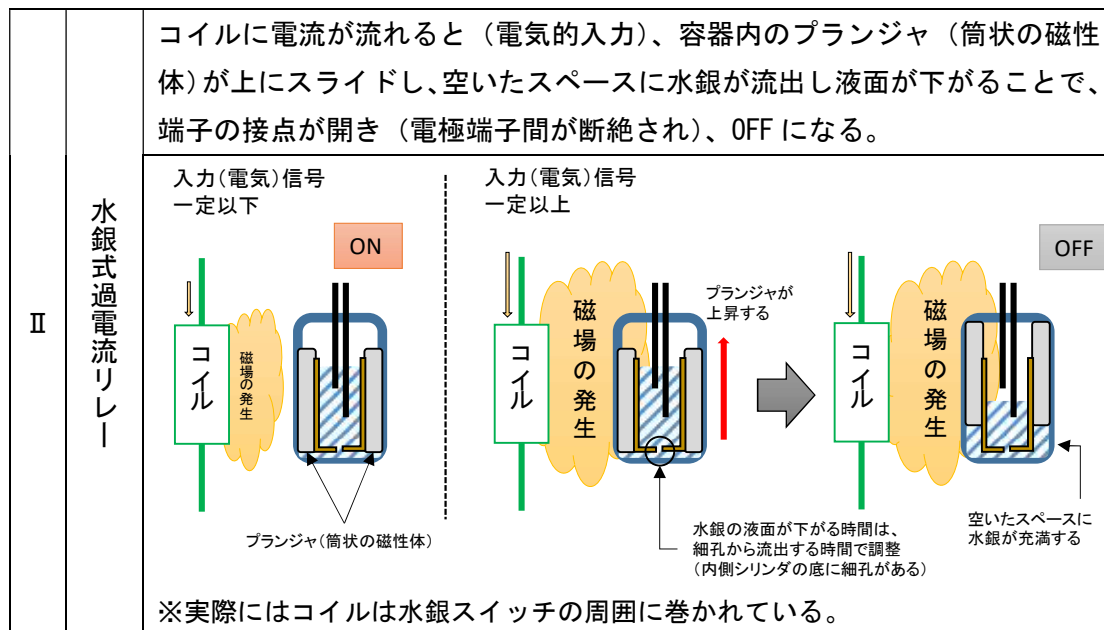 コイルに電流が流れると（電気的入力）、容器内のプランジャ（筒状の磁性
体）が上にスライドし、空いたスペースに水銀が流出し液面が下がることで、
端子の接点が開き（電極端子間が断絶され）、OFF になる。
Ⅱ
水銀式過電流リレー
入力（電気）信号
一定以下
ON
コイル
磁場の発生
プランジャ（筒状の磁性体）
入力（電気）信号
一定以上
コイル
磁場の発生
プランジャが
上昇する
水銀の液面が下がる時間は、
細孔から流出する時間で調整
（内側シリンダの底に細孔がある）
OFF
コイル
磁場の発生
空いたスペースに
水銀が充満する
※実際にはコイルは水銀スイッチの周囲に巻かれている。